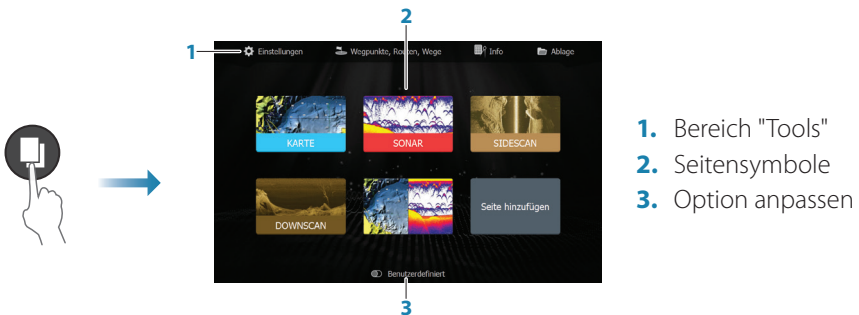 2
1
Einstellungen
Wegpunkte, Routen, Wege
Info
Ablage
KARTE
SONAR
SIDESCAN
DOWNSCAN
Seite hinzufügen
Benutzerdefiniert
3
1. Bereich "Tools"
2. Seitensymbole
3. Option anpassen